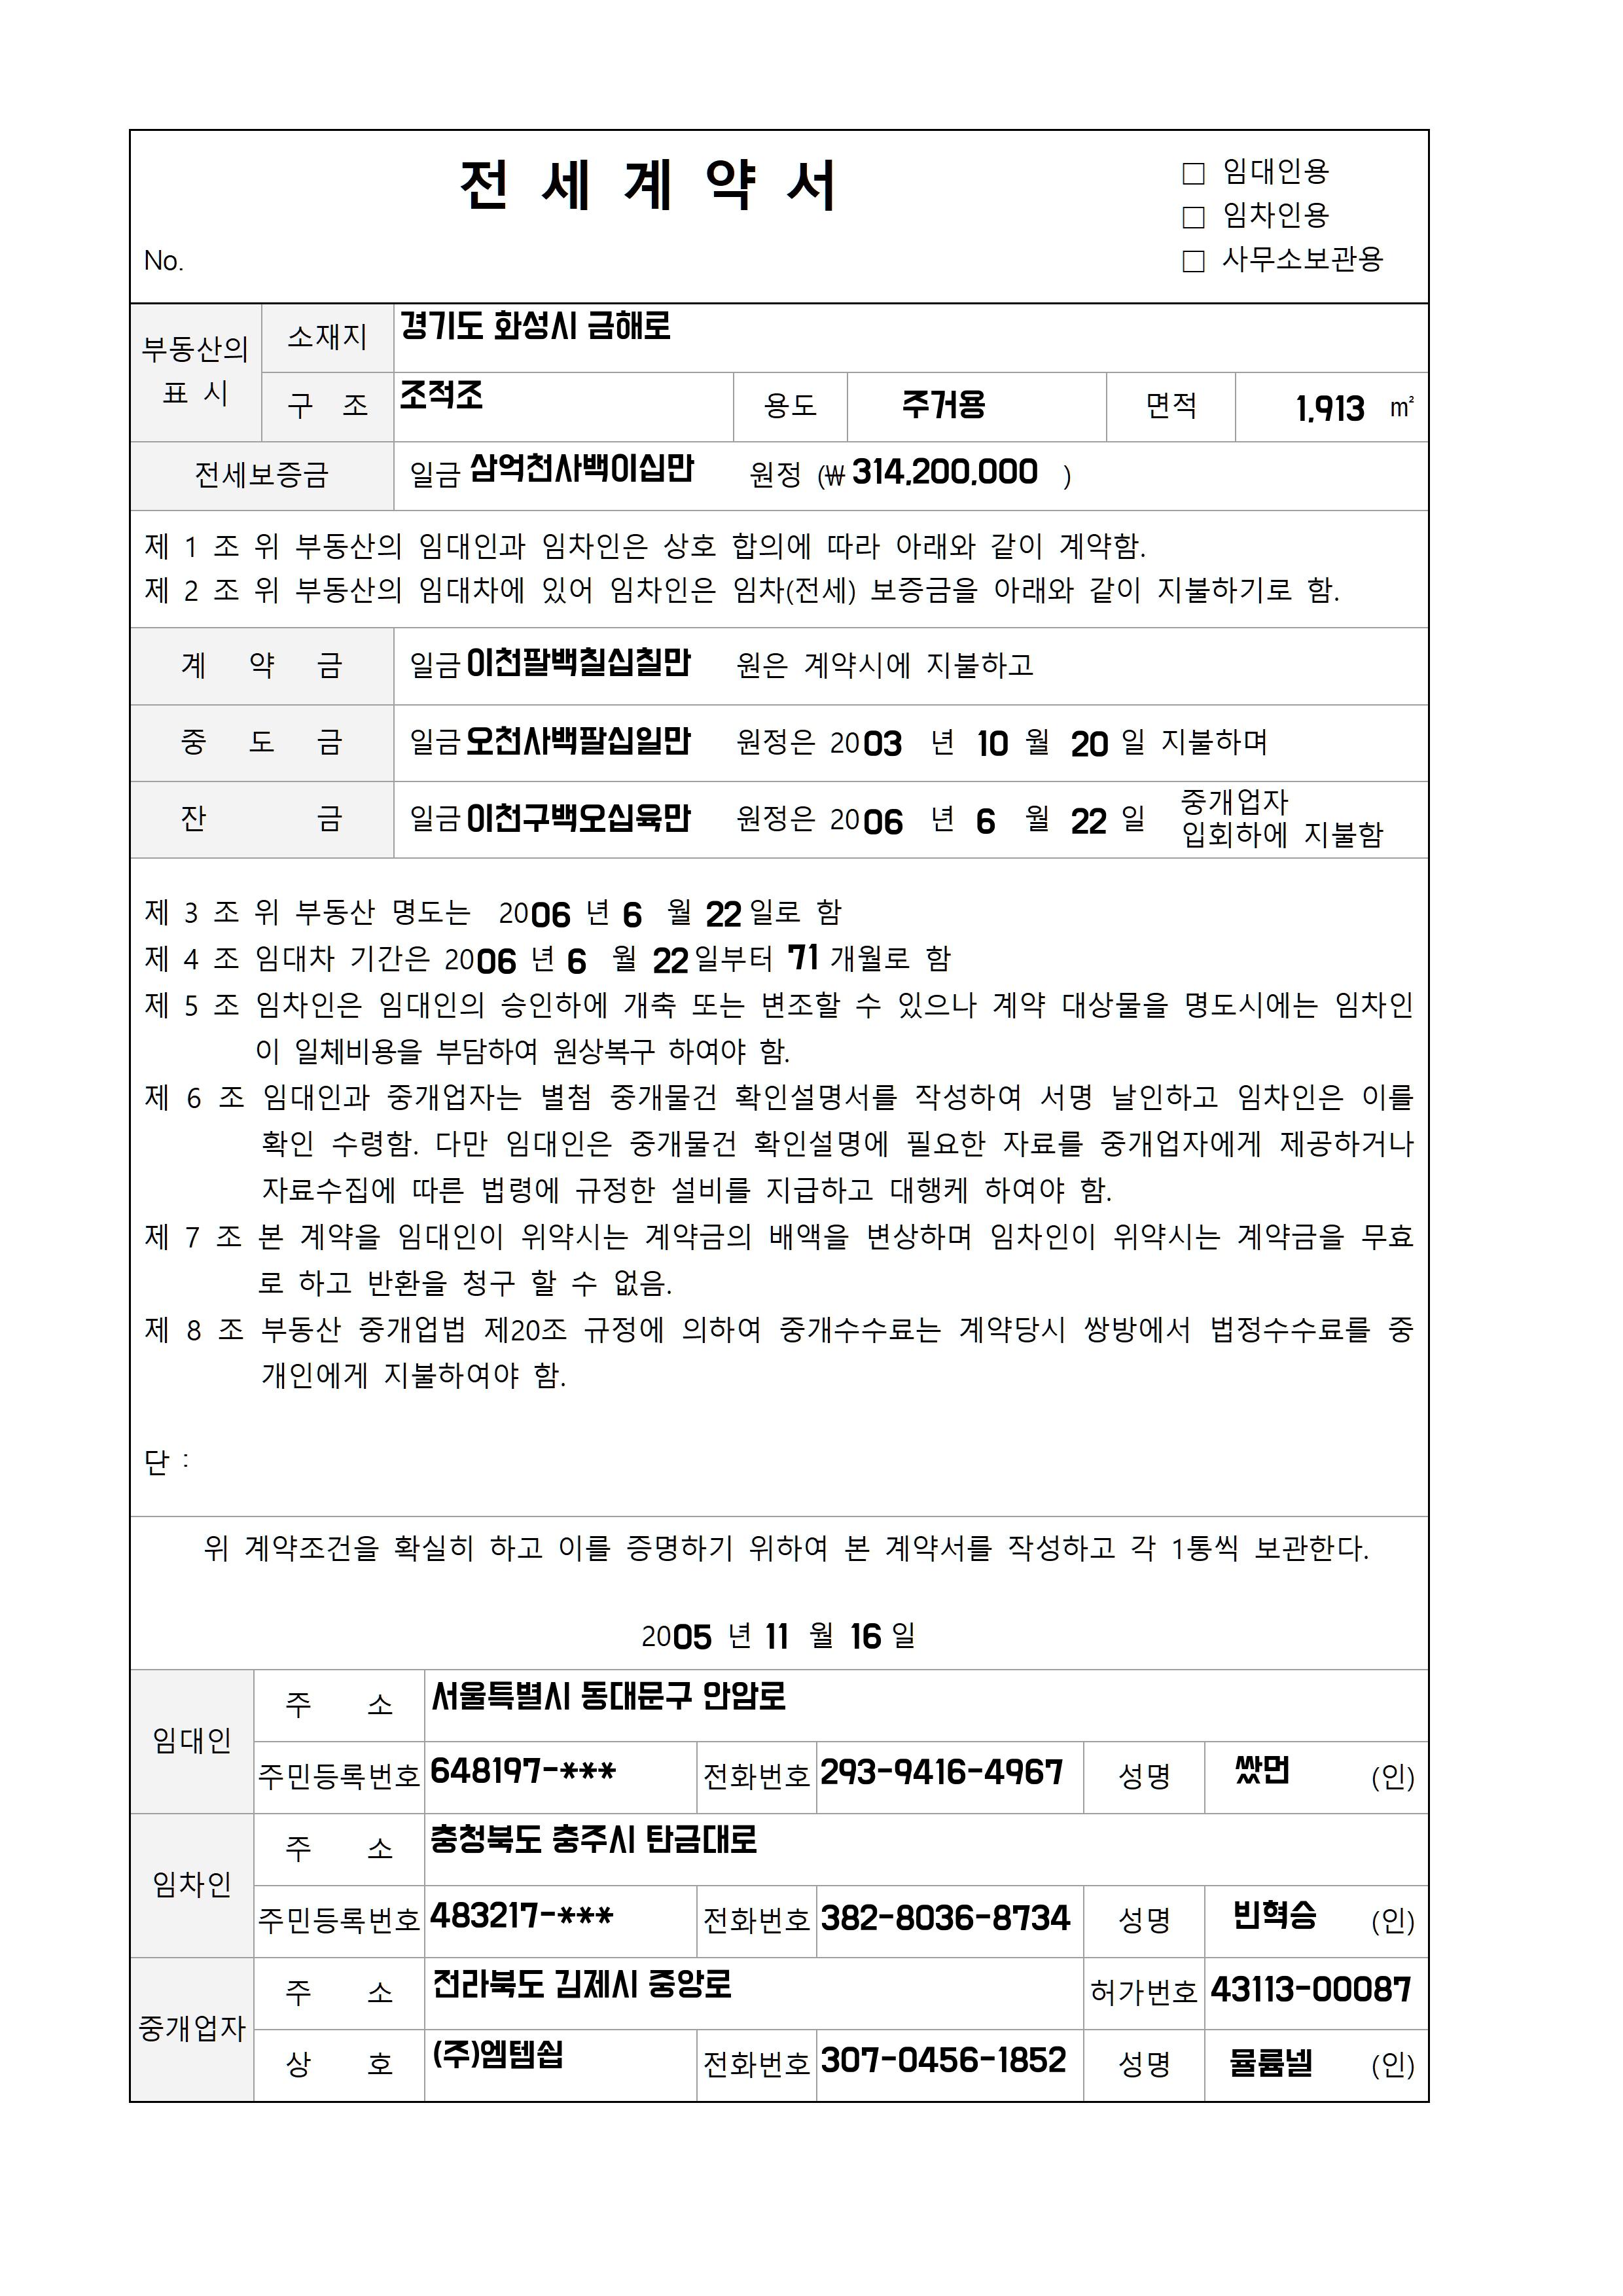 전 세 계 약 서
□ 임대인용
□ 임차인용
□ 사무소보관용
No.
부동산의 표 시
소재지 경기도 화성시 금해로
구 조 조적조 용도 주거용 면적 1,913 ㎡
전세보증금 일금 삼억천사백이십만 원정 (₩ 314,200,000 )
제 1 조 위 부동산의 임대인과 임차인은 상호 합의에 따라 아래와 같이 계약함.
제 2 조 위 부동산의 임대차에 있어 임차인은 임차(전세) 보증금을 아래와 같이 지불하기로 함.
계 약 금 일금 이천팔백칠십칠만 원은 계약시에 지불하고
중 도 금 일금 오천사백팔십일만 원정은 2003 년 10 월 20 일 지불하며
잔 금 일금 이천구백오십육만 원정은 2006 년 6 월 22 일 중개업자
입회하에 지불함
제 3 조 위 부동산 명도는 2006 년 6 월 22 일로 함
제 4 조 임대차 기간은 2006 년 6 월 22 일부터 71 개월로 함
제 5 조 임차인은 임대인의 승인하에 개축 또는 변조할 수 있으나 계약 대상물을 명도시에는 임차인
이 일체비용을 부담하여 원상복구 하여야 함.
제 6 조 임대인과 중개업자는 별첨 중개물건 확인설명서를 작성하여 서명 날인하고 임차인은 이를
확인 수령함. 다만 임대인은 중개물건 확인설명에 필요한 자료를 중개업자에게 제공하거나
자료수집에 따른 법령에 규정한 설비를 지급하고 대행케 하여야 함.
제 7 조 본 계약을 임대인이 위약시는 계약금의 배액을 변상하며 임차인이 위약시는 계약금을 무효
로 하고 반환을 청구 할 수 없음.
제 8 조 부동산 중개업법 제20조 규정에 의하여 중개수수료는 계약당시 쌍방에서 법정수수료를 중
개인에게 지불하여야 함.
단 :
위 계약조건을 확실히 하고 이를 증명하기 위하여 본 계약서를 작성하고 각 1통씩 보관한다.
2005 년 11 월 16 일
임대인
주 소 서울특별시 동대문구 안암로
주민등록번호 648197-*** 전화번호 293-9416-4967 성명 쌌먼 (인)
임차인
주 소 충청북도 충주시 탄금대로
주민등록번호 483217-*** 전화번호 382-8036-8734 성명 빈혁승 (인)
중개업자
주 소 전라북도 김제시 중앙로 허가번호 43113-00087
상 호 (주)엠템쉽 전화번호 307-0456-1852 성명 뮬륨넬 (인)